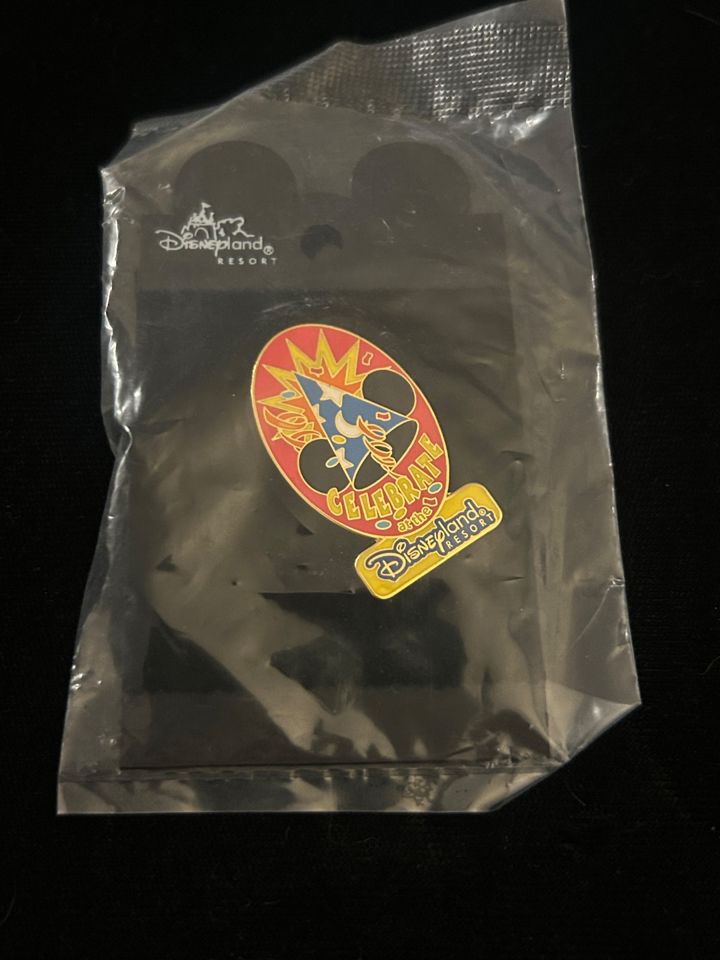 Disneyland®
RESORT
CELEBRATE
at the
Disneyland®
RESORT